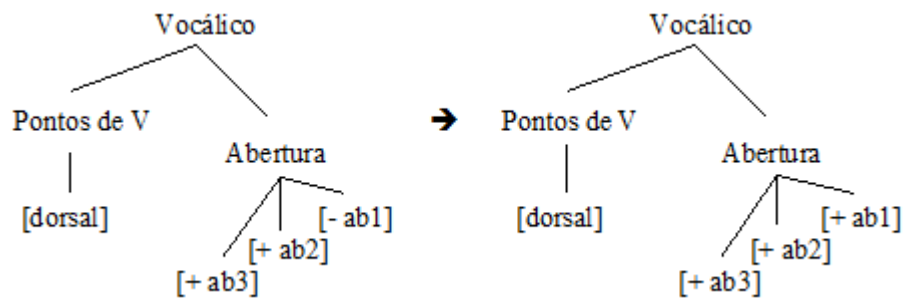 Vocálico Vocálico
Pontos de V Pontos de V
➔
Abertura Abertura
[dorsal] [- ab1] [dorsal] [+ ab1]
[+ ab2] [+ ab2]
[+ ab3] [+ ab3]